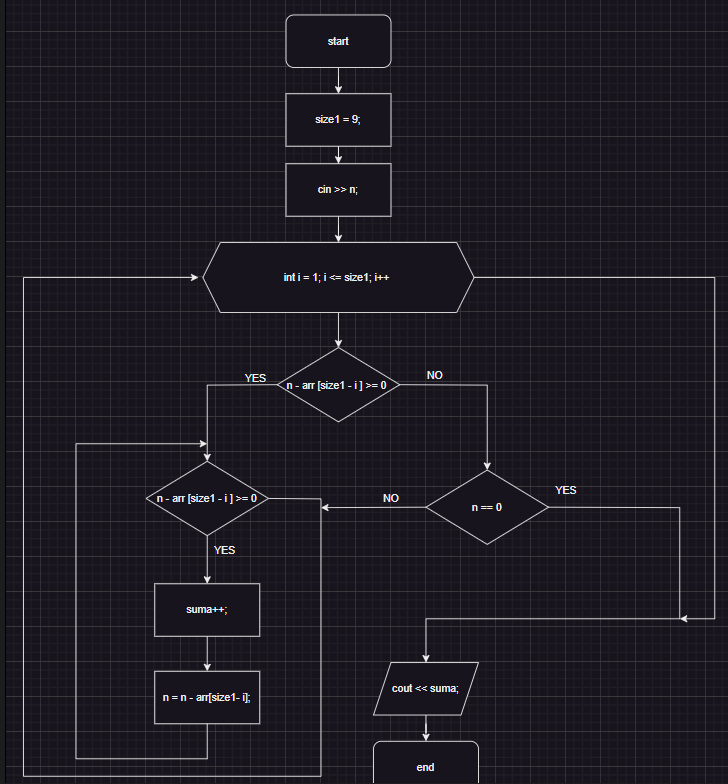 start
size1 = 9;
cin >> n;
int i = 1; i <= size1; i++
YES
n - arr [size1 - i ] >= 0
NO
n - arr [size1 - i ] >= 0
NO
n == 0
YES
YES
suma++;
n = n - arr[size1- i];
cout << suma;
end